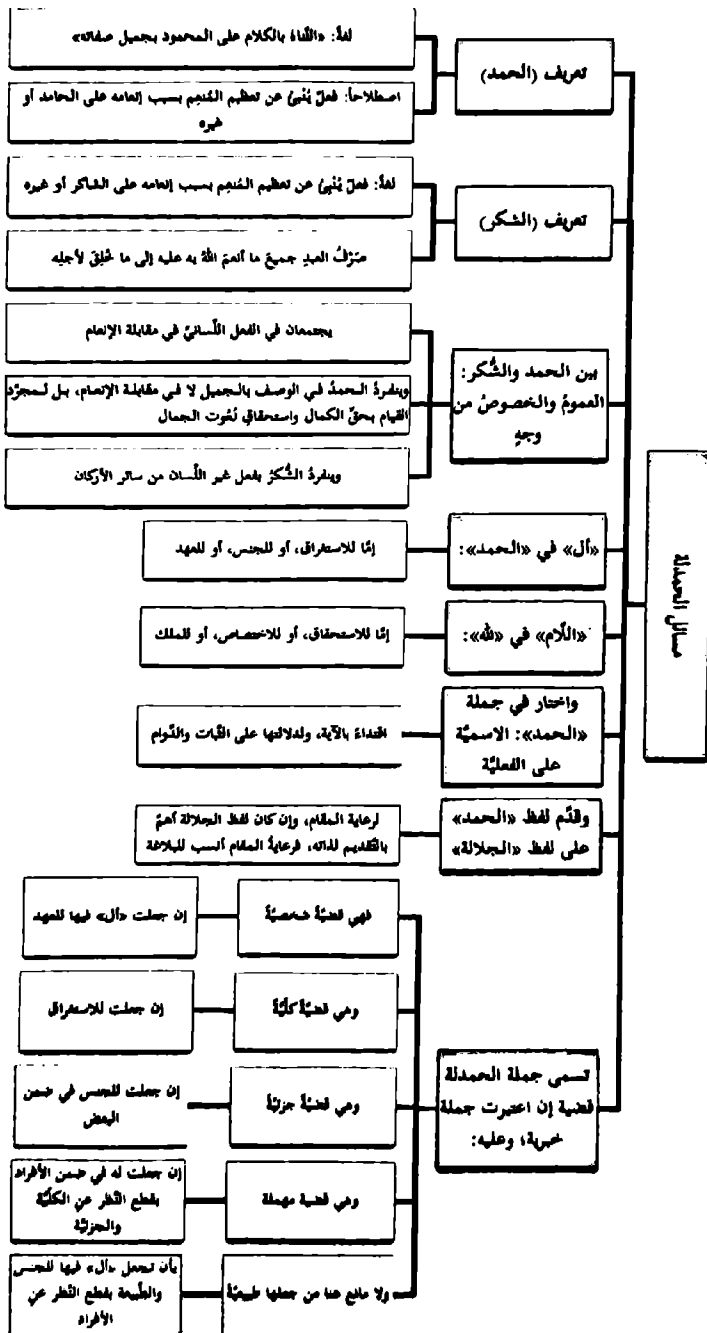 مسائل الحمدلة
تعريف (الحمد)
لغةً: «الثناءُ بالكلام على المحمود بجميل صفاته»
اصطلاحاً: فعلٌ يُنْبِئُ عن تعظيم المُنعِم بسبب إنعامه على الحامد أو
غيره
تعريف (الشكر)
لغةً: فعلٌ يُنْبِئُ عن تعظيم المُنعِم بسبب إنعامه على الشاكر أو غيره
صَرْفُ العبدِ جميعَ ما أنعمَ اللهُ به عليه إلى ما خُلِقَ لأجلِه
بين الحمد والشُّكر:
العمومُ والخصوصُ من
وجهٍ
يجتمعان في الفعل اللِّسانيِّ في مقابلة الإنعام
وينفردُ الحمدُ في الوصف بالجميل لا في مقابلة الإنعام، بل لمجرَّد
القيام بحقِّ الكمال واستحقاقِ نُعُوت الجمال
وينفردُ الشُّكرُ بفعل غير اللِّسان من سائر الأركان
«أل» في «الحمد»:
إمَّا للاستغراق، أو للجنس، أو للعهد
«اللَّام» في «لله»:
إمَّا للاستحقاق، أو للاختصاص، أو للملك
واختار في جملة
«الحمد»: الاسميَّة
على الفعليَّة
اقتداءً بالآية، ولدلالتها على الثَّبات والدَّوام
وقدَّم لفظ «الحمد»
على لفظ «الجلالة»
لرعاية المقام، وإن كان لفظ الجلالة أهمَّ
بالتَّقديم لذاته، فرعايةُ المقام أنسب للبلاغة
تسمى جملة الحمدلة
قضية إن اعتبرت جملة
خبرية؛ وعليه:
فهي قضيَّةٌ شخصيَّةٌ
إن جعلت «أل» فيها للعهد
وهي قضيَّةٌ كلِّيَّةٌ
إن جعلت للاستغراق
وهي قضيَّةٌ جزئيَّةٌ
إن جعلت للجنس في ضمن
البعض
وهي قضية مهملة
إن جعلت له في ضمن الأفراد
بقطع النَّظر عن الكلِّيَّة
والجزئيَّة
ولا مانع هنا من جعلها طبيعيَّةً
بأن تجعل «أل» فيها للجنس
والطَّبيعة بقطع النَّظر عن
الأفراد